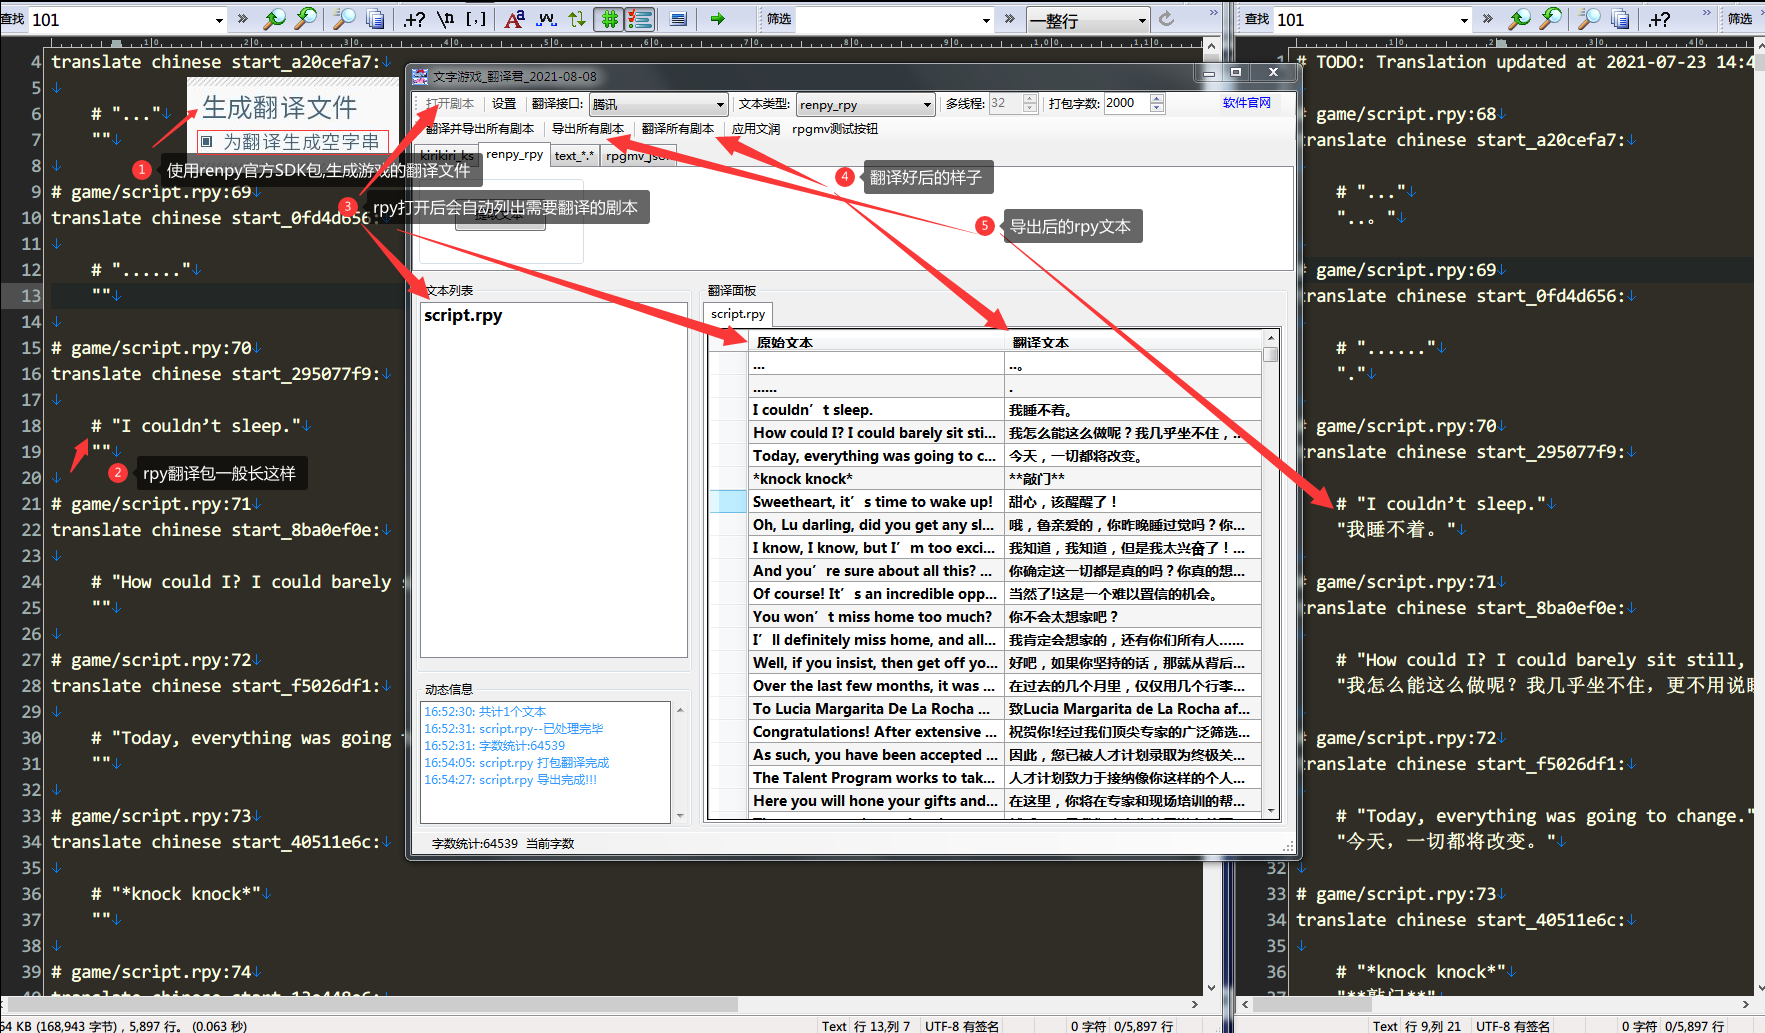 查找 101
筛选
一整行
查找 101
筛选
4 translate chinese start_a20cefa7:
5
6 # "..."
7 ""
8
9 # game/script.rpy:69
10 translate chinese start_0fd4d656:
11
12 # "......"
13 ""
14
15 # game/script.rpy:70
16 translate chinese start_295077f9:
17
18 # "I couldn’t sleep."
19 ""
20
21 # game/script.rpy:71
22 translate chinese start_8ba0ef0e:
23
24 # "How could I? I could barely
25 ""
26
27 # game/script.rpy:72
28 translate chinese start_f5026df1:
29
30 # "Today, everything was going
31 ""
32
33 # game/script.rpy:73
34 translate chinese start_40511e6c:
35
36 # "*knock knock*"
37 ""
38
39 # game/script.rpy:74
生成翻译文件
为翻译生成空字串
1 使用renpy官方SDK包,生成游戏的翻译文件
2 rpy翻译包一般长这样
3 rpy打开后会自动列出需要翻译的剧本
4 翻译好后的样子
5 导出后的rpy文本
文字游戏_翻译君_2021-08-08
打开剧本 设置 翻译接口: 腾讯 文本类型: renpy_rpy 多线程: 32 打包字数: 2000 软件官网
翻译并导出所有剧本 导出所有剧本 翻译所有剧本 应用文润 rpgmv测试按钮
kirikiri_ks renpy_rpy text_*.* rpgmv_json
提取文本
文本列表
script.rpy
翻译面板
script.rpy
原始文本 翻译文本
... ..。
...... .
I couldn’t sleep. 我睡不着。
How could I? I could barely sit sti... 我怎么能这么做呢？我几乎坐不住，..
Today, everything was going to c... 今天，一切都将改变。
*knock knock* **敲门**
Sweetheart, it’s time to wake up! 甜心，该醒醒了！
Oh, Lu darling, did you get any sl... 哦，鲁亲爱的，你昨晚睡过觉吗？你...
I know, I know, but I’m too exci... 我知道，我知道，但是我太兴奋了！...
And you’re sure about all this? ... 你确定这一切都是真的吗？你真的想...
Of course! It’s an incredible opp... 当然了!这是一个难以置信的机会。
You won’t miss home too much? 你不会太想家吧？
I’ll definitely miss home, and all... 我肯定会想家的，还有你们所有人......
Well, if you insist, then get off yo... 好吧，如果你坚持的话，那就从背后...
Over the last few months, it was ... 在过去的几个月里，仅仅用几个行李...
To Lucia Margarita De La Rocha ... 致Lucia Margarita de La Rocha af...
Congratulations! After extensive ... 祝贺你!经过我们顶尖专家的广泛筛选...
As such, you have been accepted ... 因此，您已被人才计划录取为终极关...
The Talent Program works to tak... 人才计划致力于接纳像你这样的个人...
Here you will hone your gifts and... 在这里，你将在专家和现场培训的帮...
动态信息
16:52:30: 共计1个文本
16:52:31: script.rpy--已处理完毕
16:52:31: 字数统计:64539
16:54:05: script.rpy 打包翻译完成
16:54:27: script.rpy 导出完成!!!
字数统计:64539 当前字数
# TODO: Translation updated at 2021-07-23 14:4
# game/script.rpy:68
translate chinese start_a20cefa7:
# "..."
"..。"
# game/script.rpy:69
translate chinese start_0fd4d656:
# "......"
"."
# game/script.rpy:70
translate chinese start_295077f9:
# "I couldn’t sleep."
"我睡不着。"
# game/script.rpy:71
translate chinese start_8ba0ef0e:
# "How could I? I could barely sit still,
"我怎么能这么做呢？我几乎坐不住，更不用说
# game/script.rpy:72
translate chinese start_f5026df1:
# "Today, everything was going to change."
"今天，一切都将改变。"
32
33 # game/script.rpy:73
34 translate chinese start_40511e6c:
35
36 # "*knock knock*"
37 "**敲门**"
64 KB (168,943 字节)，5,897 行。 (0.063 秒) Text 行 13,列 7 UTF-8 有签名 0 字符 0/5,897 行
Text 行 9,列 21 UTF-8 有签名 0 字符 0/5,897 行